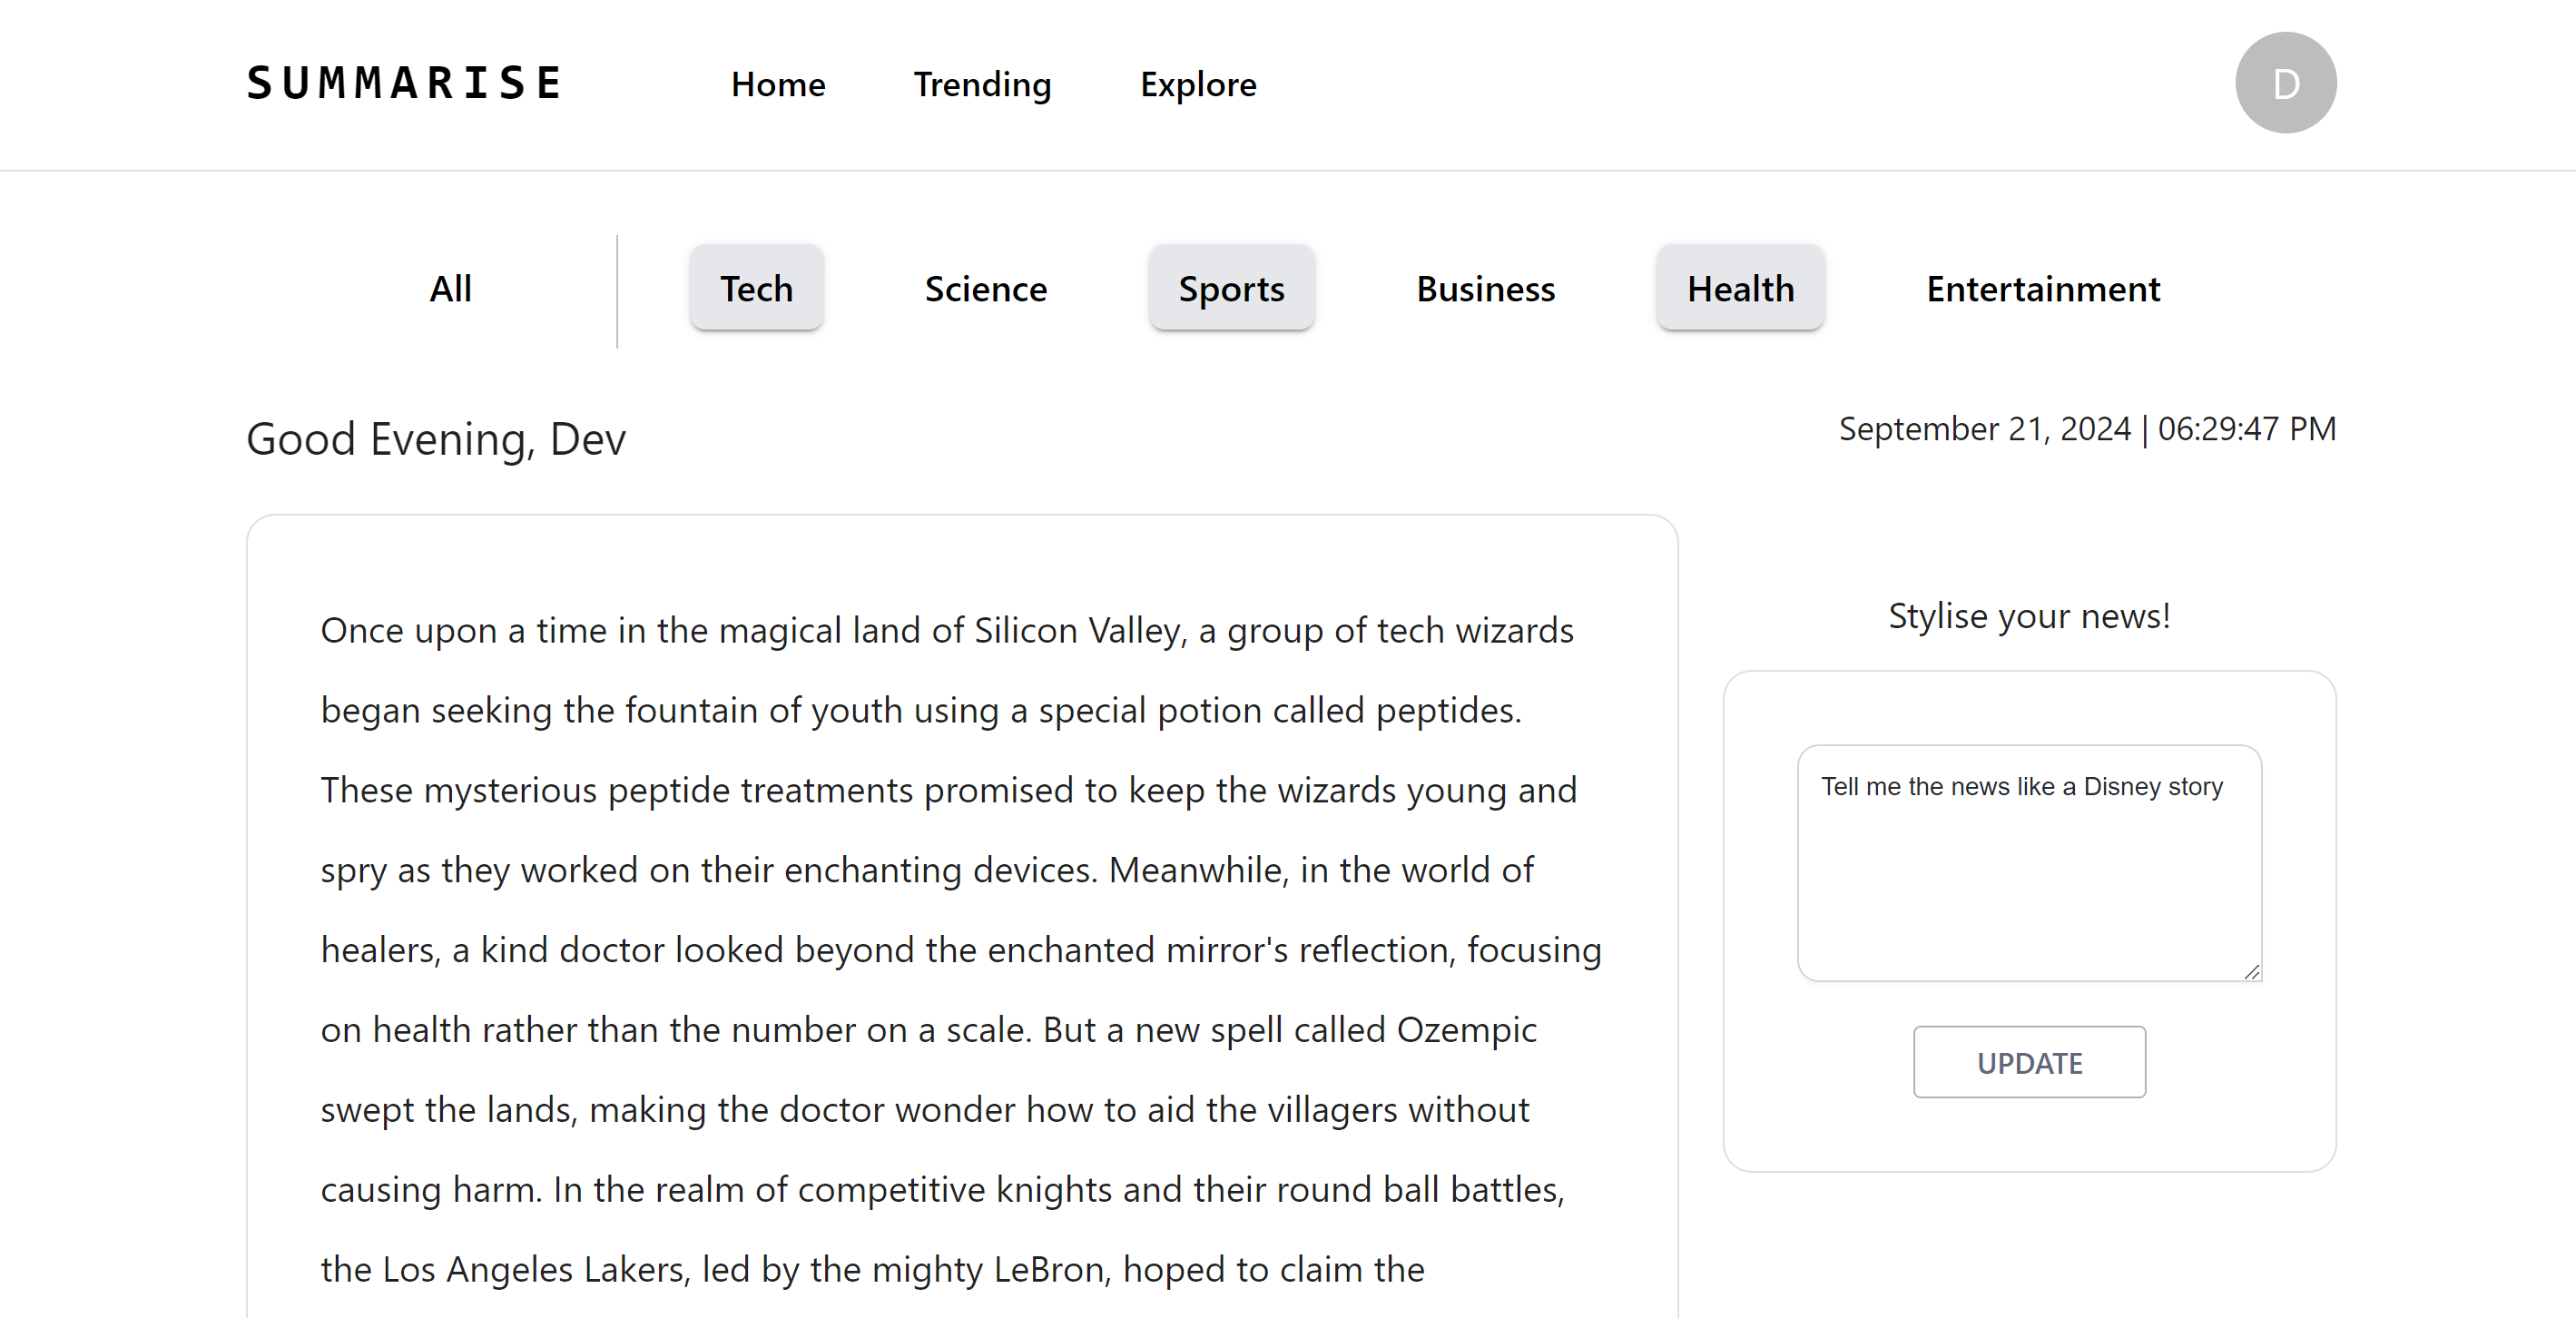 SUMMARISE
Home Trending Explore
D
All Tech Science Sports Business Health Entertainment
Good Evening, Dev
September 21, 2024 | 06:29:47 PM
Once upon a time in the magical land of Silicon Valley, a group of tech wizards
began seeking the fountain of youth using a special potion called peptides.
These mysterious peptide treatments promised to keep the wizards young and
spry as they worked on their enchanting devices. Meanwhile, in the world of
healers, a kind doctor looked beyond the enchanted mirror's reflection, focusing
on health rather than the number on a scale. But a new spell called Ozempic
swept the lands, making the doctor wonder how to aid the villagers without
causing harm. In the realm of competitive knights and their round ball battles,
the Los Angeles Lakers, led by the mighty LeBron, hoped to claim the
Stylise your news!
Tell me the news like a Disney story
UPDATE